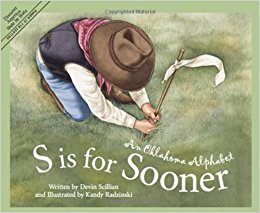 An Oklahoma Alphabet
S is for Sooner
Written by Devin Scillian
and Illustrated by Kandy Radzinski